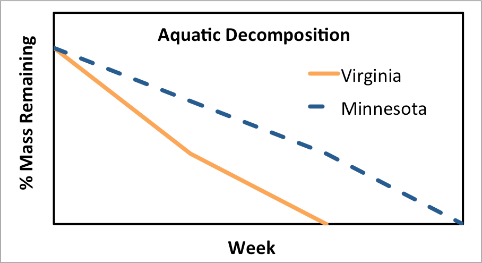 Aquatic Decomposition
Virginia
Minnesota
% Mass Remaining
Week